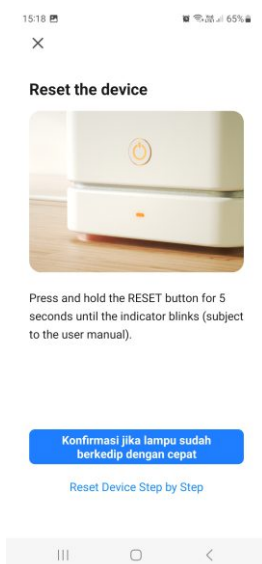 15:18 65%
Reset the device
Press and hold the RESET button for 5
seconds until the indicator blinks (subject
to the user manual).
Konfirmasi jika lampu sudah
berkedip dengan cepat
Reset Device Step by Step